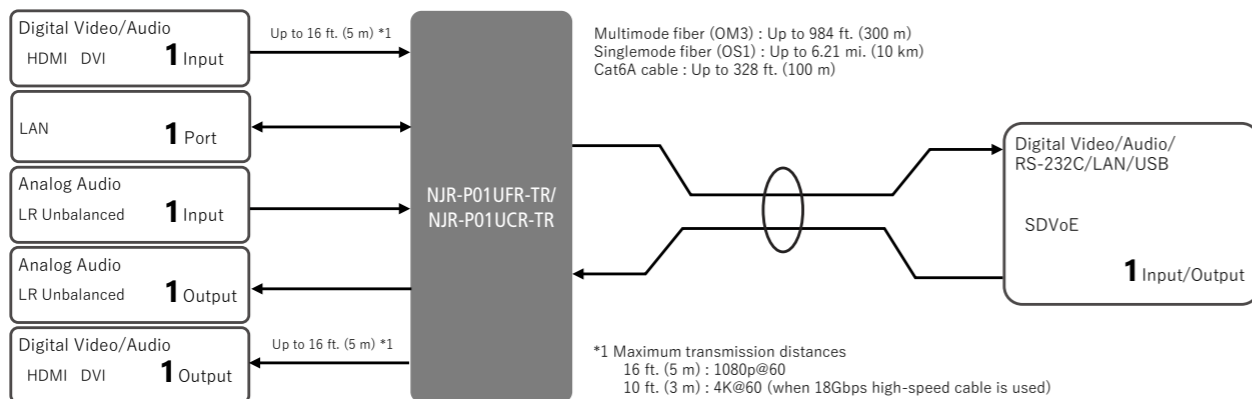 Digital Video/Audio
HDMI DVI 1 Input
Up to 16 ft. (5 m) *1
LAN 1 Port
Analog Audio
LR Unbalanced 1 Input
Analog Audio
LR Unbalanced 1 Output
Digital Video/Audio
HDMI DVI 1 Output
Up to 16 ft. (5 m) *1
NJR-P01UFR-TR/
NJR-P01UCR-TR
Multimode fiber (OM3) : Up to 984 ft. (300 m)
Singlemode fiber (OS1) : Up to 6.21 mi. (10 km)
Cat6A cable : Up to 328 ft. (100 m)
Digital Video/Audio/
RS-232C/LAN/USB
SDVoE
1 Input/Output
*1 Maximum transmission distances
16 ft. (5 m) : 1080p@60
10 ft. (3 m) : 4K@60 (when 18Gbps high-speed cable is used)